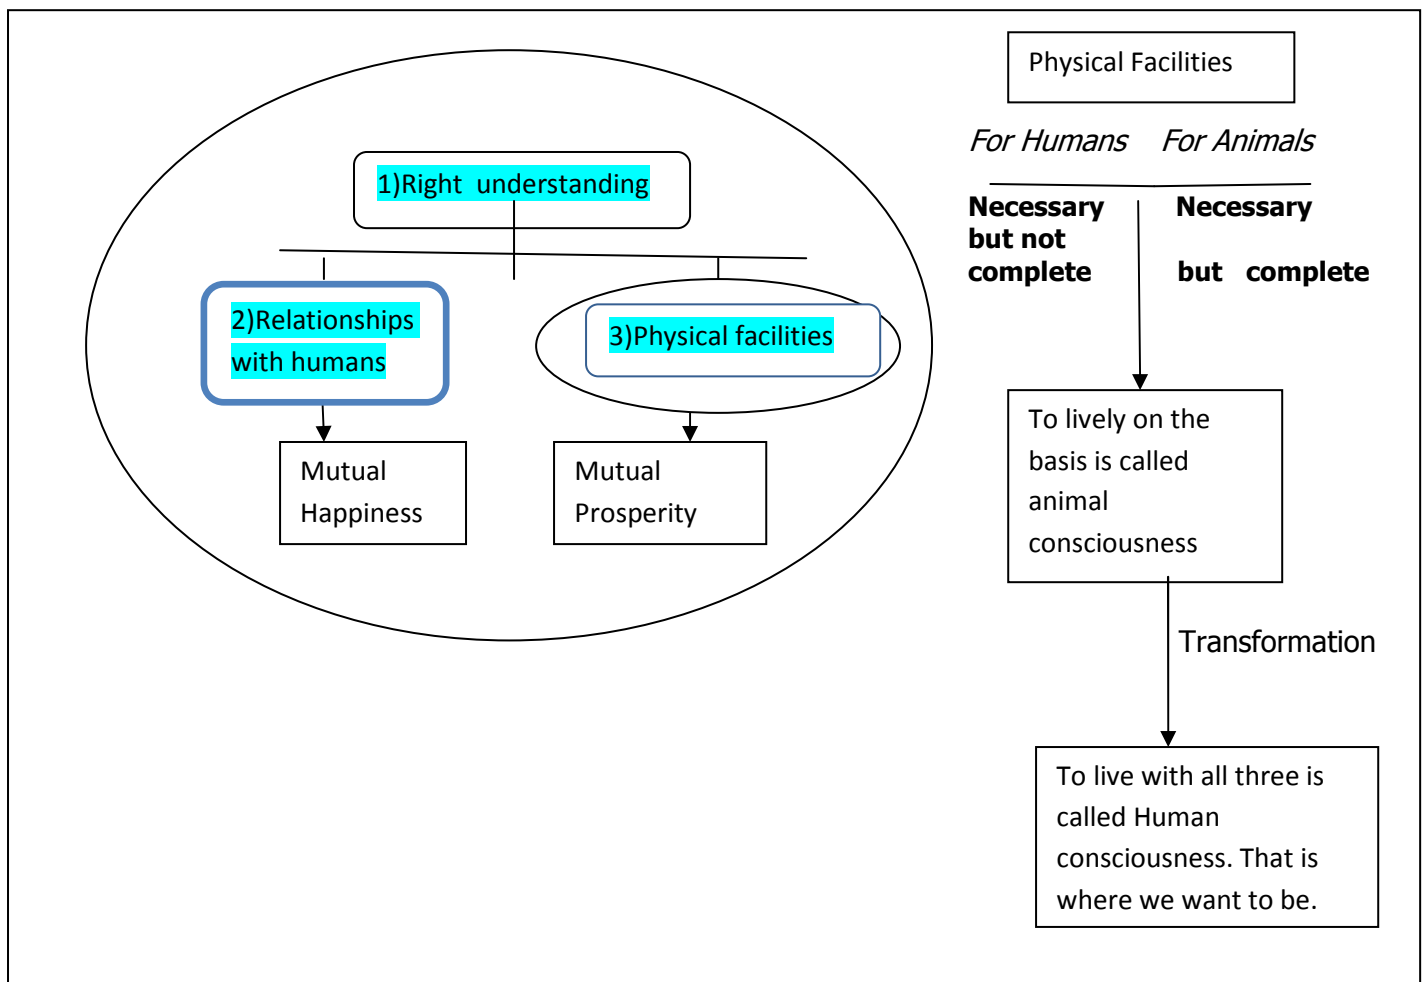 1)Right understanding
2)Relationships
with humans
3)Physical facilities
Mutual
Happiness
Mutual
Prosperity
Physical Facilities
For Humans For Animals
Necessary
but not
complete
Necessary
but complete
To lively on the
basis is called
animal
consciousness
Transformation
To live with all three is
called Human
consciousness. That is
where we want to be.